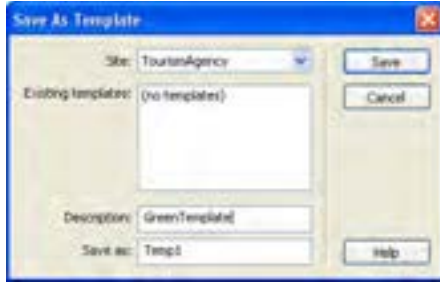 Save As Template
Site: TourismAgency
Save
Existing templates: (no templates)
Cancel
Description: GreenTemplate
Save as: Temp1
Help